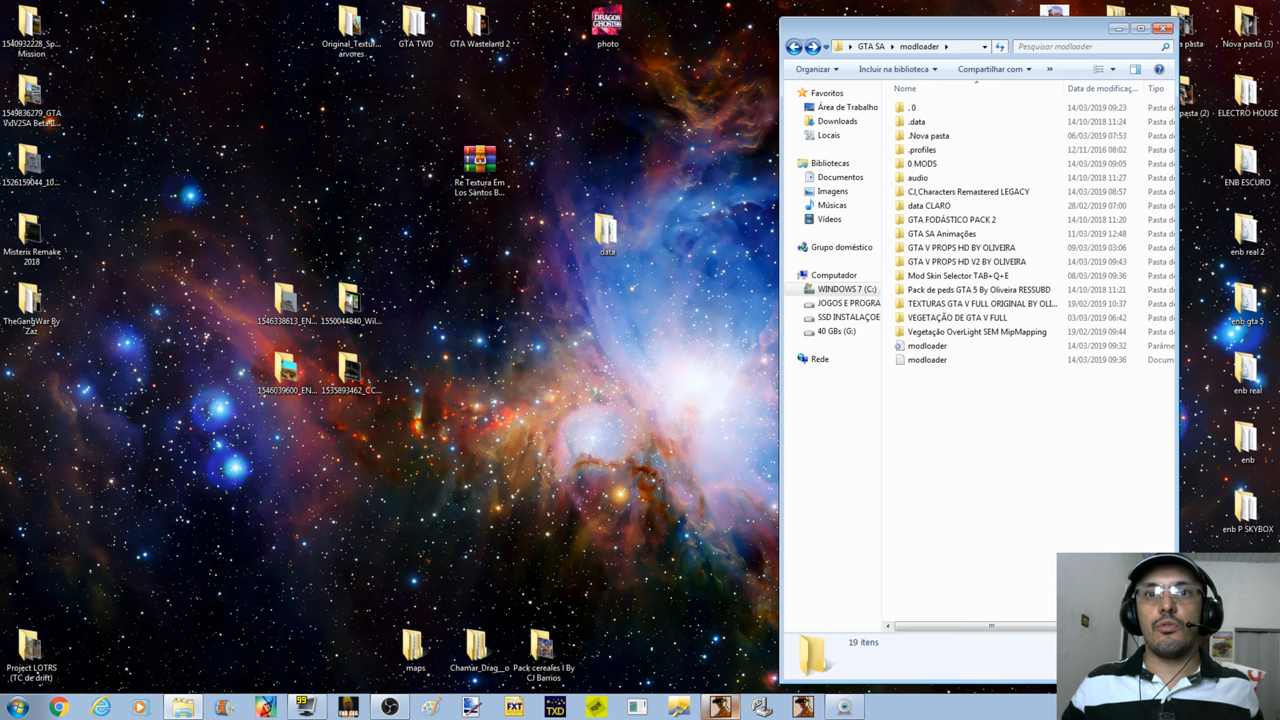 1540932228_Sp...
Mission
1549836279_GTA
VxIV2SA Beta II...
1526159044_10...
Misterix Remake
2018
TheGangWar By
Zaz
Project LOTRS
(TC de drift)
Original_Textur...
arvores
GTA TWD
GTA Wasteland 2
photo
Re Textura Em
Los Santos B...
data
1546338613_EN...
1550044840_Wil...
1546039600_EN...
1535893462_CC...
maps
Chamar_Drag__o
Pack cereales I By
CJ Barrios
GTA SA
modloader
Pesquisar modloader
Organizar
Incluir na biblioteca
Compartilhar com
»
Favoritos
Área de Trabalho
Downloads
Locais
Bibliotecas
Documentos
Imagens
Músicas
Vídeos
Grupo doméstico
Computador
WINDOWS 7 (C:)
JOGOS E PROGRA
SSD INSTALAÇOE
40 GBs (G:)
Rede
Nome Data de modificaç... Tipo
. 0 14/03/2019 09:23 Pasta de
.data 14/10/2018 11:24 Pasta de
.Nova pasta 06/03/2019 07:53 Pasta de
.profiles 12/11/2016 08:02 Pasta de
0 MODS 14/03/2019 09:05 Pasta de
audio 14/10/2018 11:27 Pasta de
CJ,Characters Remastered LEGACY 14/03/2019 08:57 Pasta de
data CLARO 28/02/2019 07:00 Pasta de
GTA FODÁSTICO PACK 2 14/10/2018 11:20 Pasta de
GTA SA Animações 11/03/2019 12:48 Pasta de
GTA V PROPS HD BY OLIVEIRA 09/03/2019 03:06 Pasta de
GTA V PROPS HD V2 BY OLIVEIRA 14/03/2019 09:43 Pasta de
Mod Skin Selector TAB+Q+E 08/03/2019 09:36 Pasta de
Pack de peds GTA 5 By Oliveira RESSUBD 14/10/2018 11:21 Pasta de
TEXTURAS GTA V FULL ORIGINAL BY OLI... 19/02/2019 10:37 Pasta de
VEGETAÇÃO DE GTA V FULL 03/03/2019 06:42 Pasta de
Vegetação OverLight SEM MipMapping 19/02/2019 09:44 Pasta de
modloader 14/03/2019 09:32 Parâme
modloader 14/03/2019 09:36 Docum
19 itens
pasta
Nova pasta (3)
pasta (2)
ELECTRO HOUSE
ENB ESCURO
enb real 2
enb gta 5
enb real
enb
enb P SKYBOX
DRAGON
99
FXT
TXD